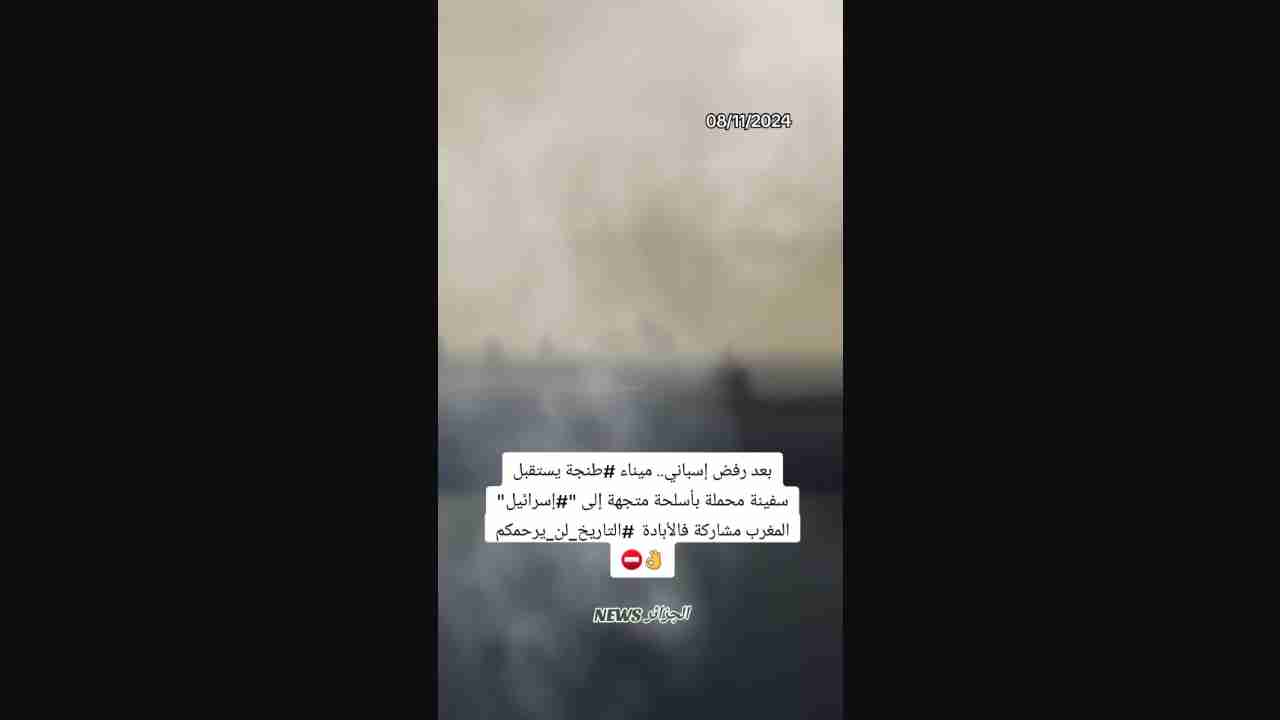 08/11/2024
بعد رفض إسباني.. ميناء #طنجة يستقبل
سفينة محملة بأسلحة متجهة إلى "#إسرائيل"
المغرب مشاركة فالأبادة #التاريخ_لن_يرحمكم
⛔👌
الجزائر NEWS